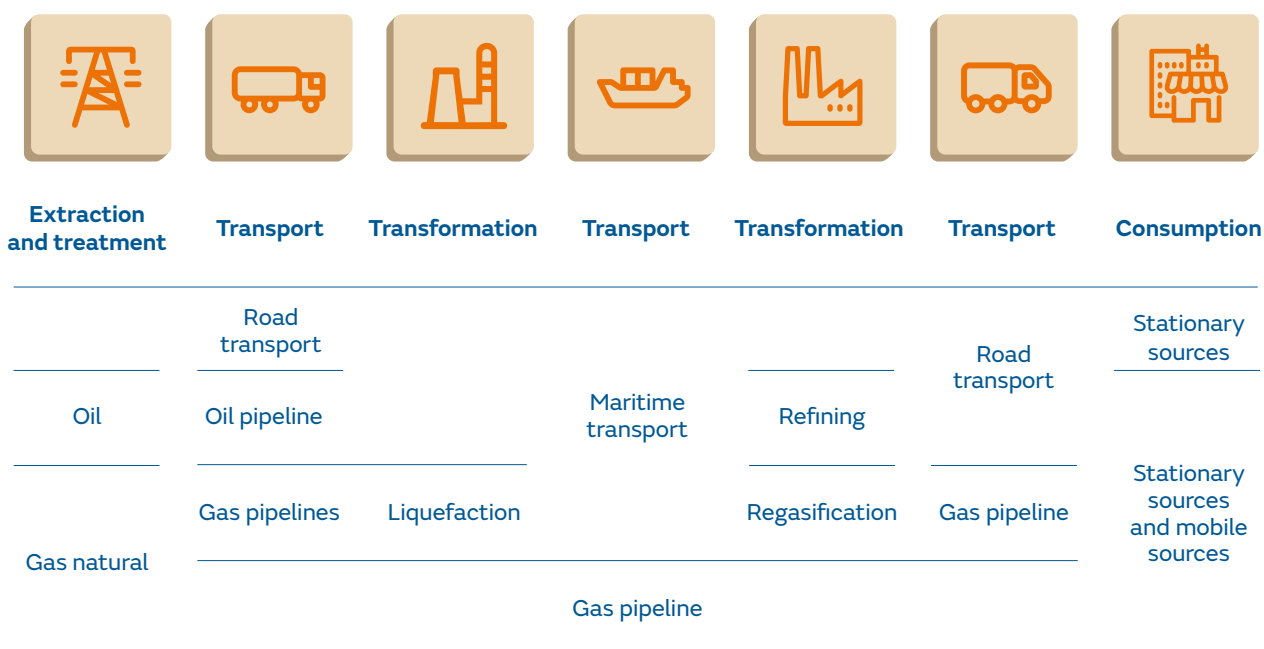 Extraction
and treatment
Transport
Transformation
Transport
Transformation
Transport
Consumption
Road
transport
Stationary
sources
Road
transport
Oil
Oil pipeline
Maritime
transport
Refining
Stationary
sources
and mobile
sources
Gas pipelines
Liquefaction
Regasification
Gas pipeline
Gas natural
Gas pipeline